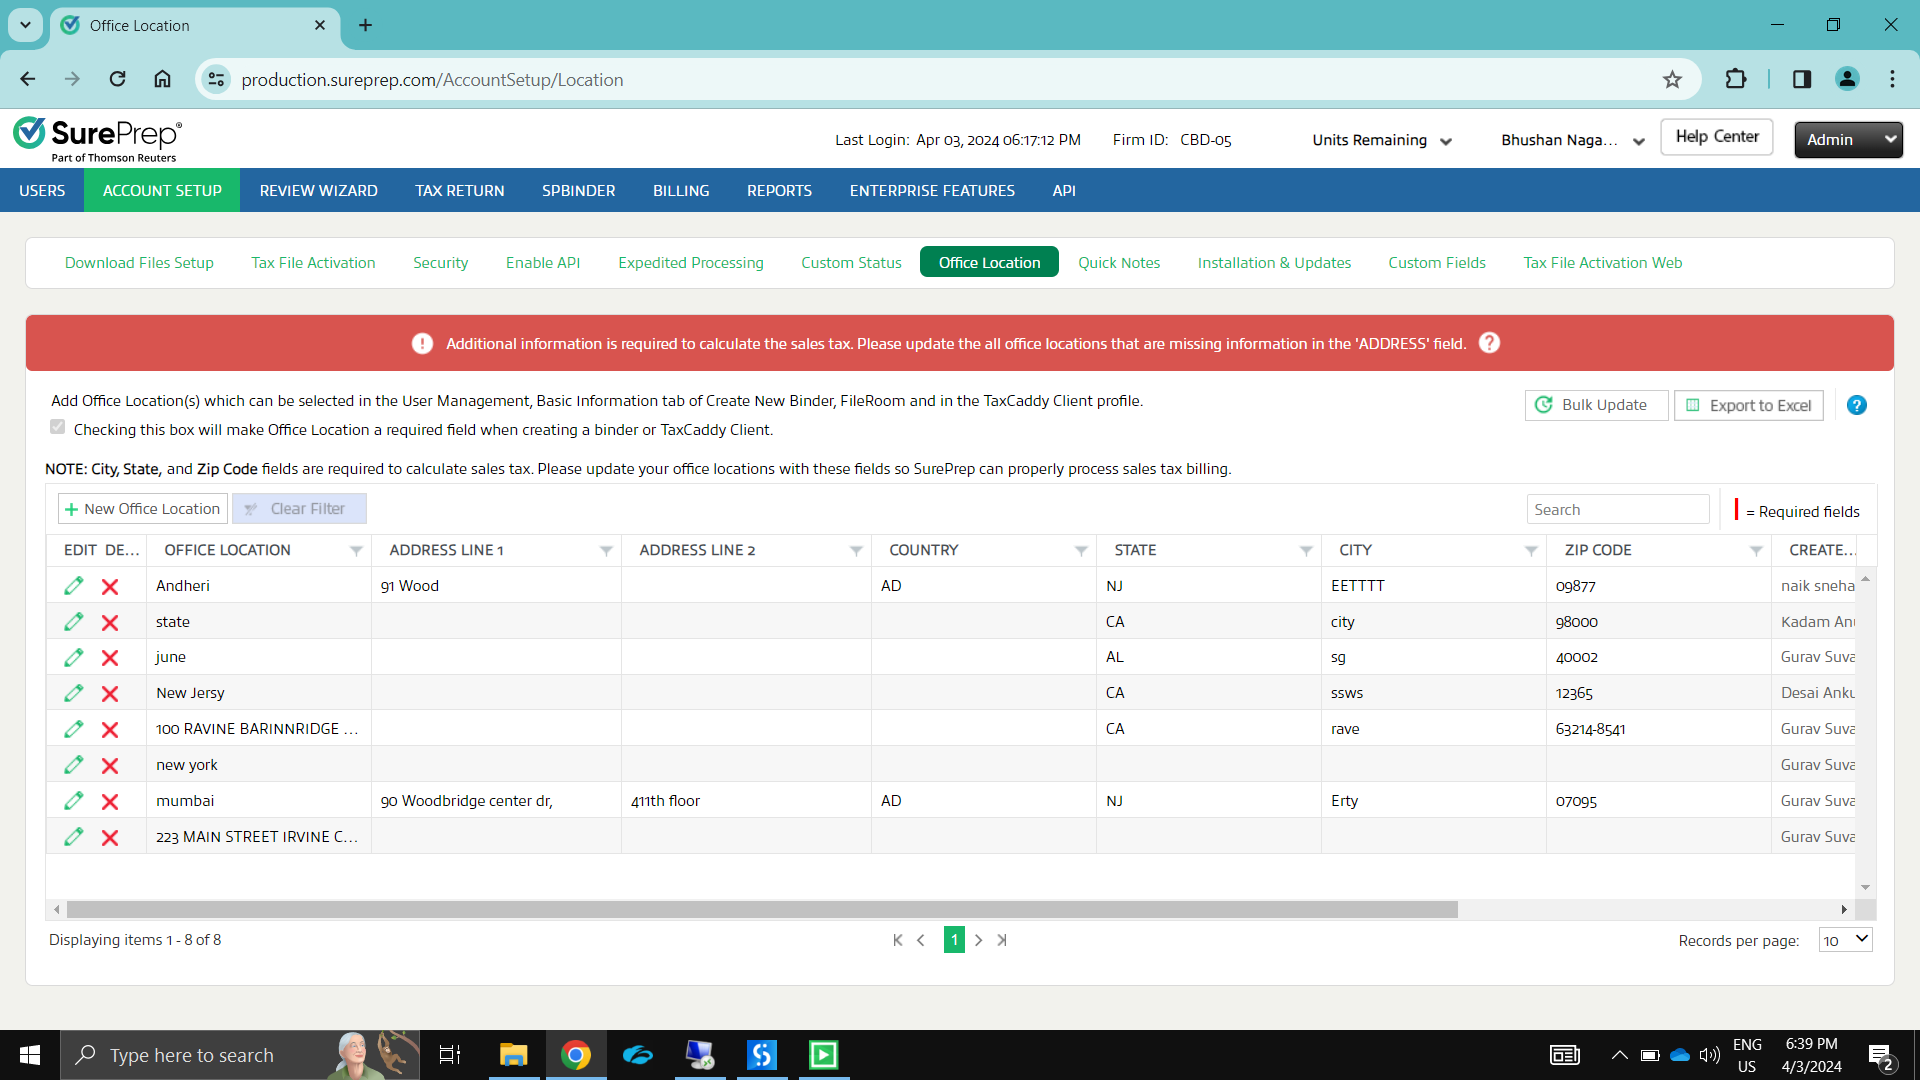 Office Location
production.sureprep.com/AccountSetup/Location
SurePrep®
Part of Thomson Reuters
Last Login: Apr 03, 2024 06:17:12 PM Firm ID: CBD-05 Units Remaining Bhushan Naga... Help Center Admin
USERS ACCOUNT SETUP REVIEW WIZARD TAX RETURN SPBINDER BILLING REPORTS ENTERPRISE FEATURES API
Download Files Setup Tax File Activation Security Enable API Expedited Processing Custom Status Office Location Quick Notes Installation & Updates Custom Fields Tax File Activation Web
Additional information is required to calculate the sales tax. Please update the all office locations that are missing information in the 'ADDRESS' field. ?
Add Office Location(s) which can be selected in the User Management, Basic Information tab of Create New Binder, FileRoom and in the TaxCaddy Client profile. Bulk Update Export to Excel ?
Checking this box will make Office Location a required field when creating a binder or TaxCaddy Client.
NOTE: City, State, and Zip Code fields are required to calculate sales tax. Please update your office locations with these fields so SurePrep can properly process sales tax billing.
+ New Office Location Clear Filter Search = Required fields
EDIT DE... OFFICE LOCATION ADDRESS LINE 1 ADDRESS LINE 2 COUNTRY STATE CITY ZIP CODE CREATE...
Andheri 91 Wood AD NJ EETTTT 09877 naik sneha
state CA city 98000 Kadam Anu
june AL sg 40002 Gurav Suva
New Jersy CA ssws 12365 Desai Anku
100 RAVINE BARINNRIDGE ... CA rave 63214-8541 Gurav Suva
new york Gurav Suva
mumbai 90 Woodbridge center dr, 411th floor AD NJ Erty 07095 Gurav Suva
223 MAIN STREET IRVINE C... Gurav Suva
Displaying items 1 - 8 of 8 1 Records per page: 10
Type here to search ENG US 6:39 PM 4/3/2024 2